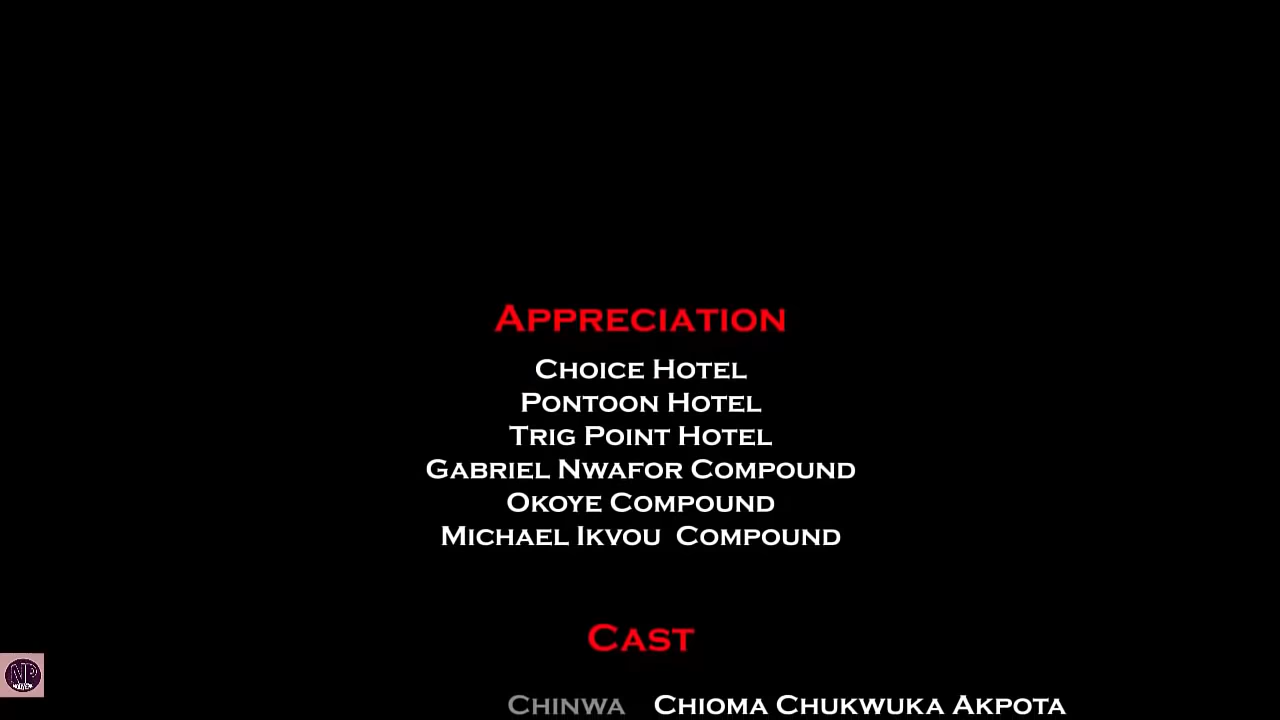 Appreciation
Choice Hotel
Pontoon Hotel
Trig Point Hotel
Gabriel Nwafor Compound
Okoye Compound
Michael Ikvou Compound
Cast
Chinwa Chioma Chukwuka Akpota
NP